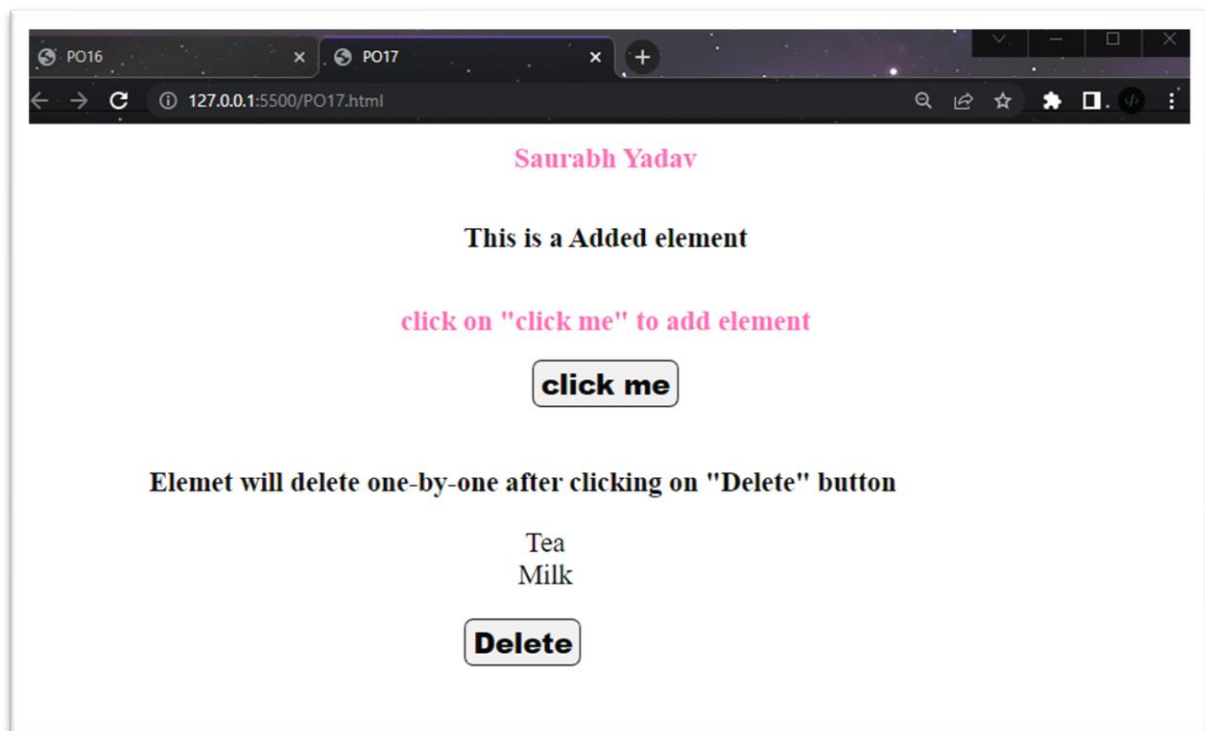 PO16 PO17
127.0.0.1:5500/PO17.html
Saurabh Yadav
This is a Added element
click on "click me" to add element
click me
Elemet will delete one-by-one after clicking on "Delete" button
Tea
Milk
Delete